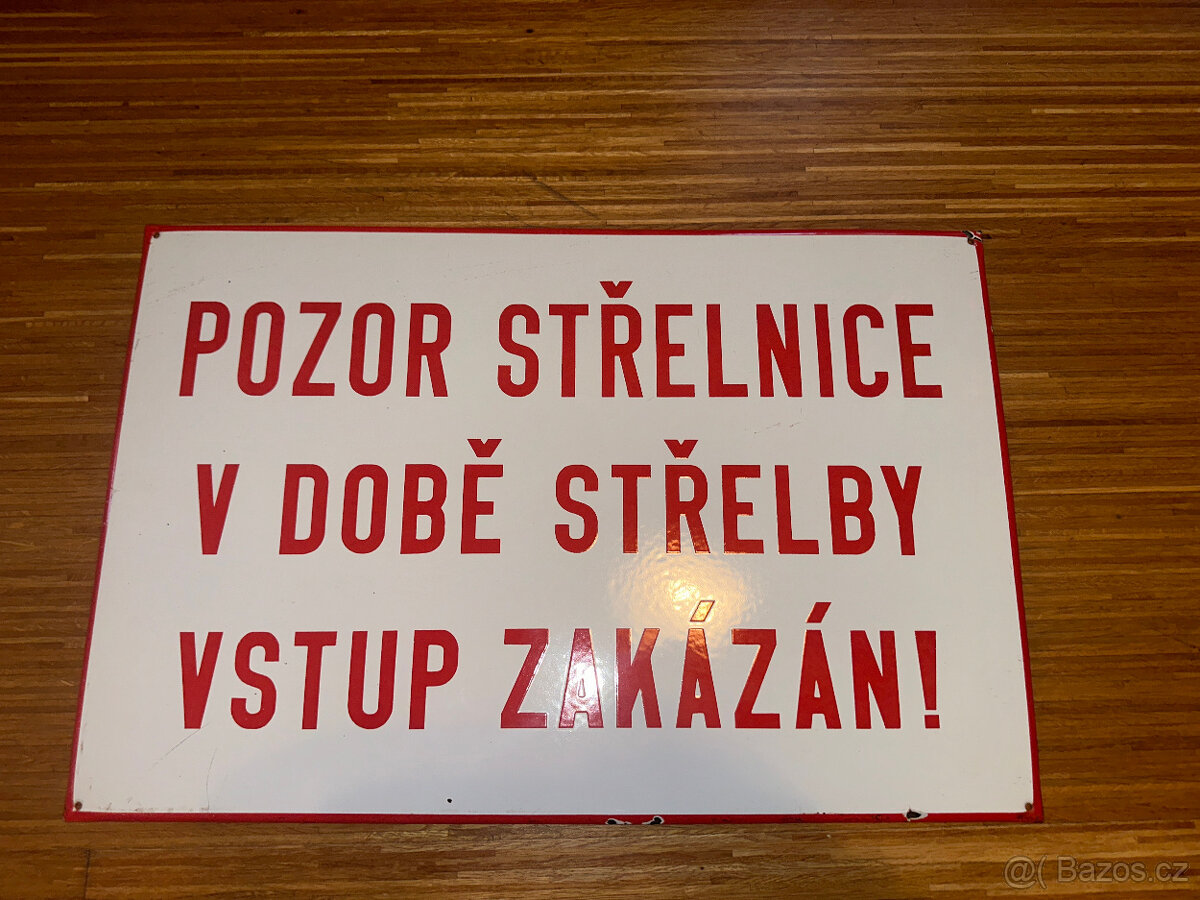 POZOR STŘELNICE
V DOBĚ STŘELBY
VSTUP ZAKÁZÁN!
@( Bazos.cz